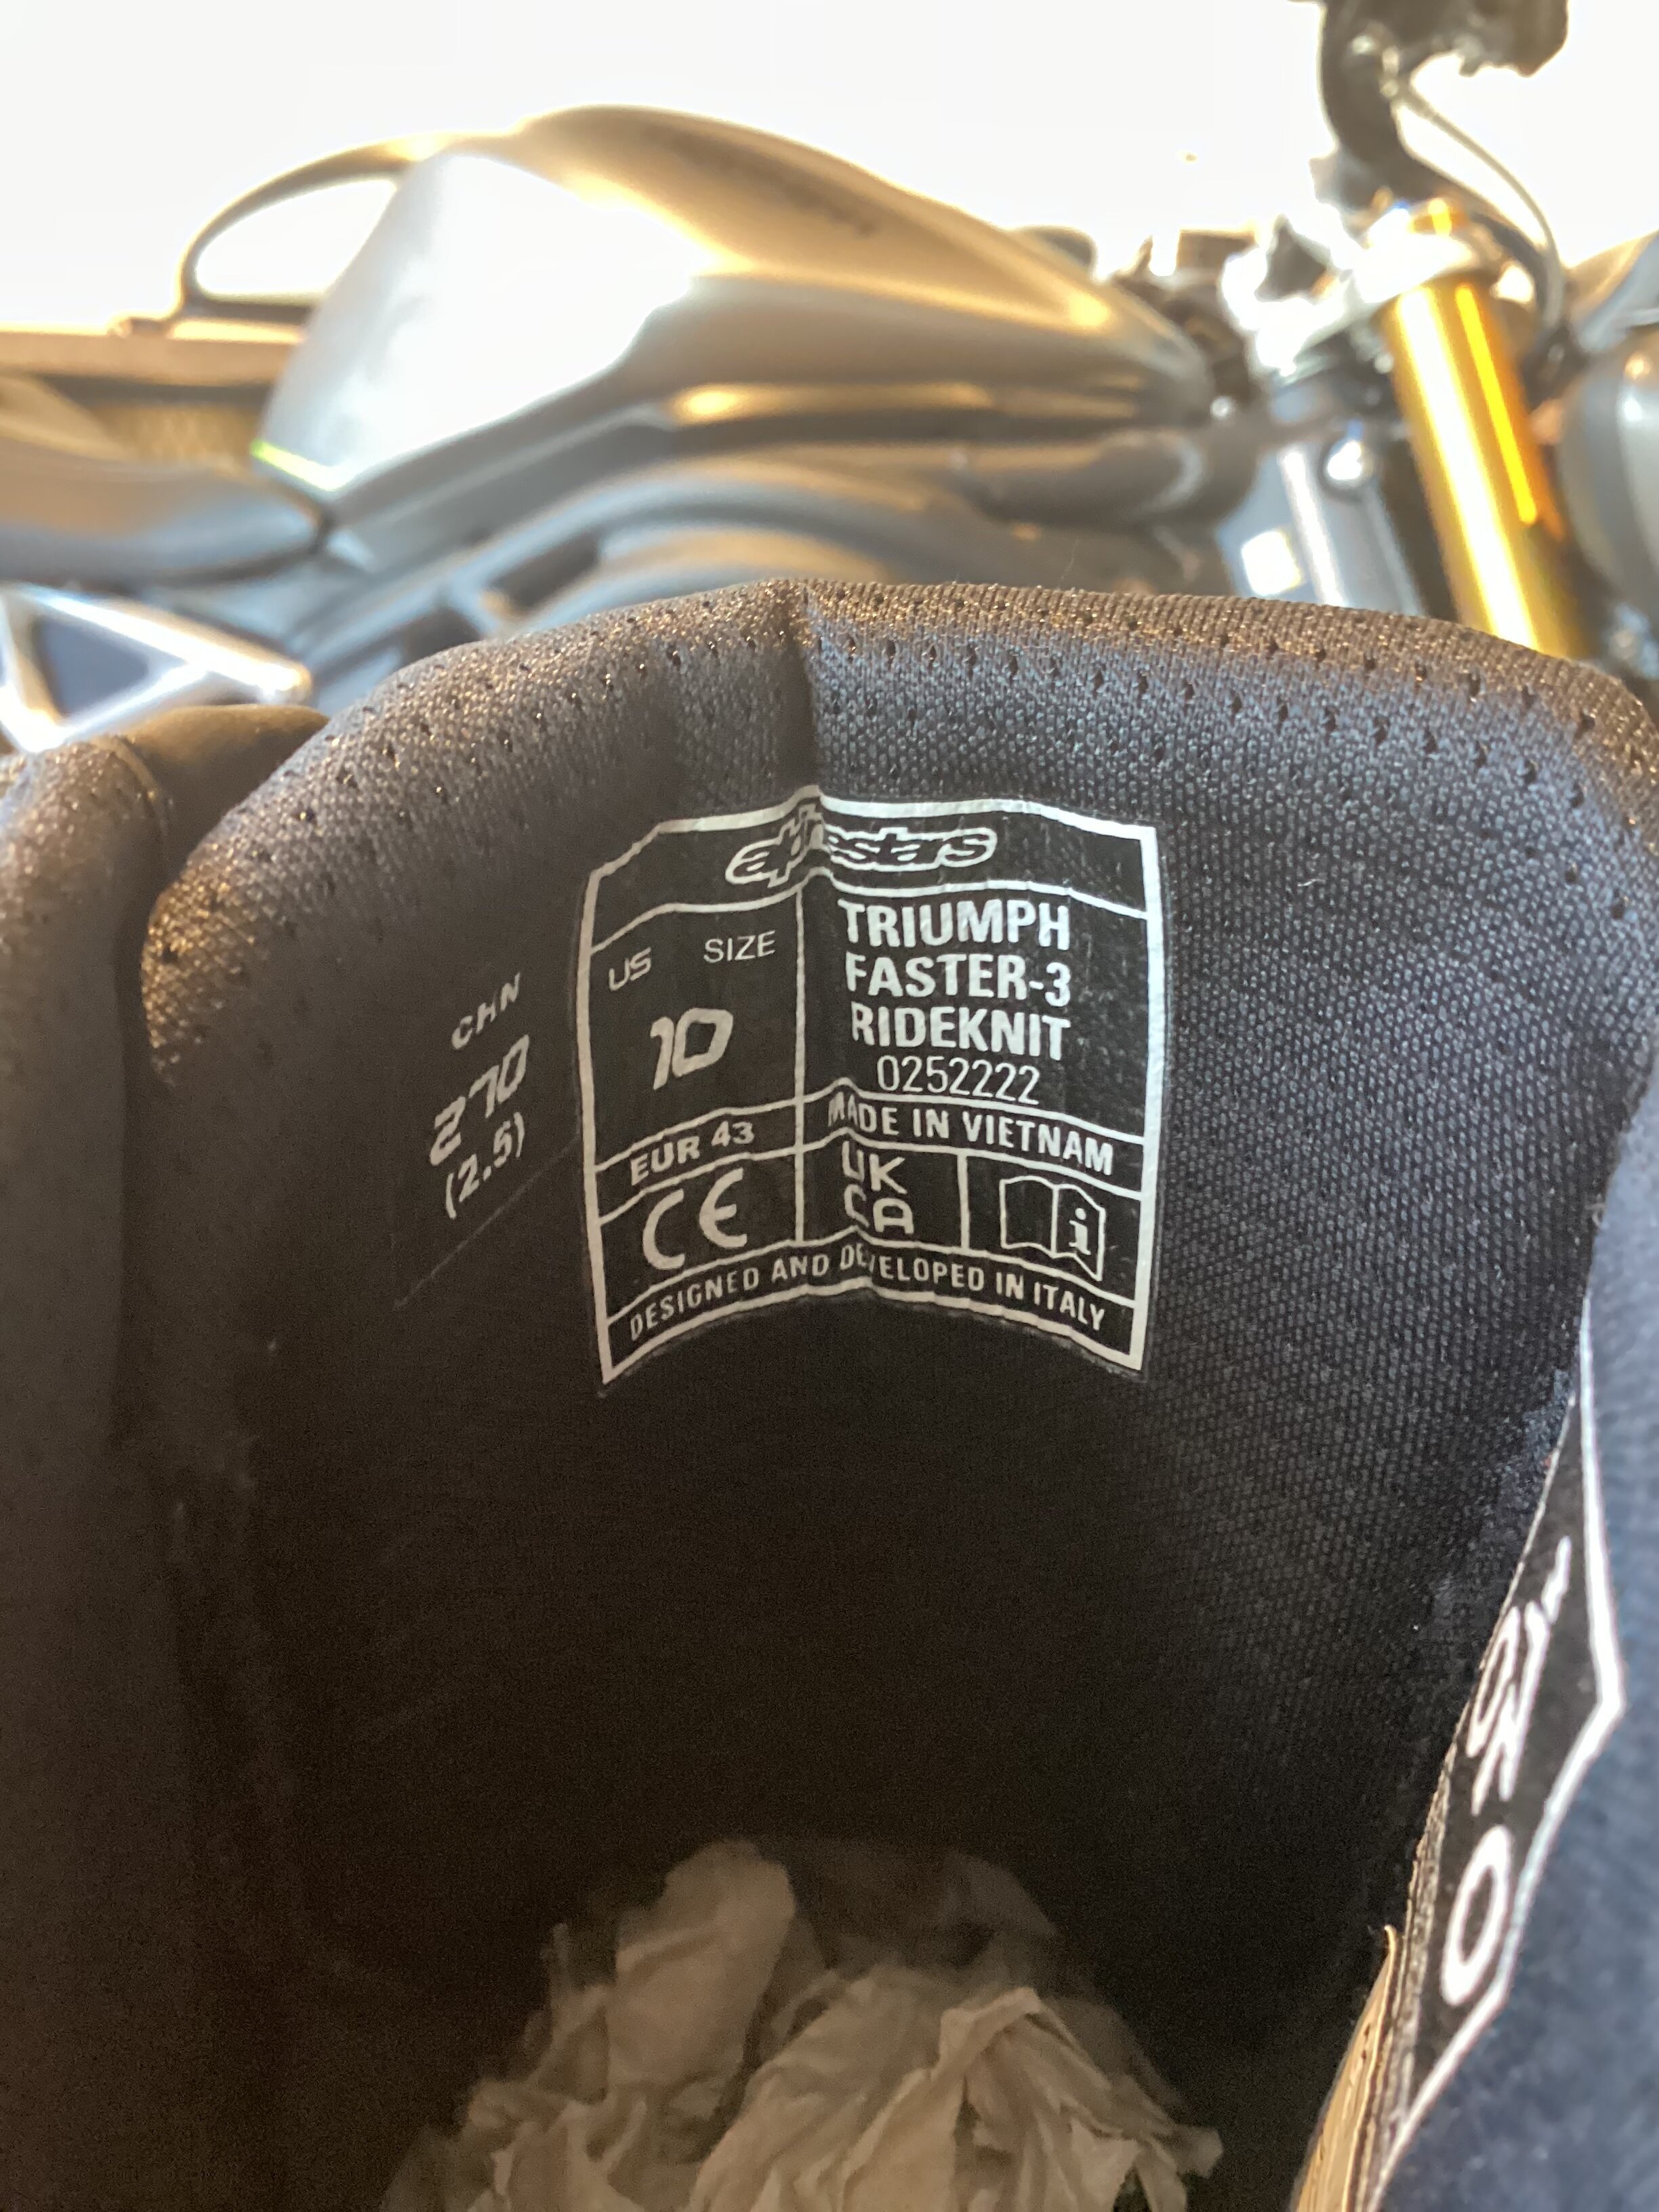 alpinestars
US SIZE
10
TRIUMPH
FASTER-3
RIDEKNIT
0252222
EUR 43
MADE IN VIETNAM
CE
UK
CA
i
DESIGNED AND DEVELOPED IN ITALY
CHN
270
(2.5)